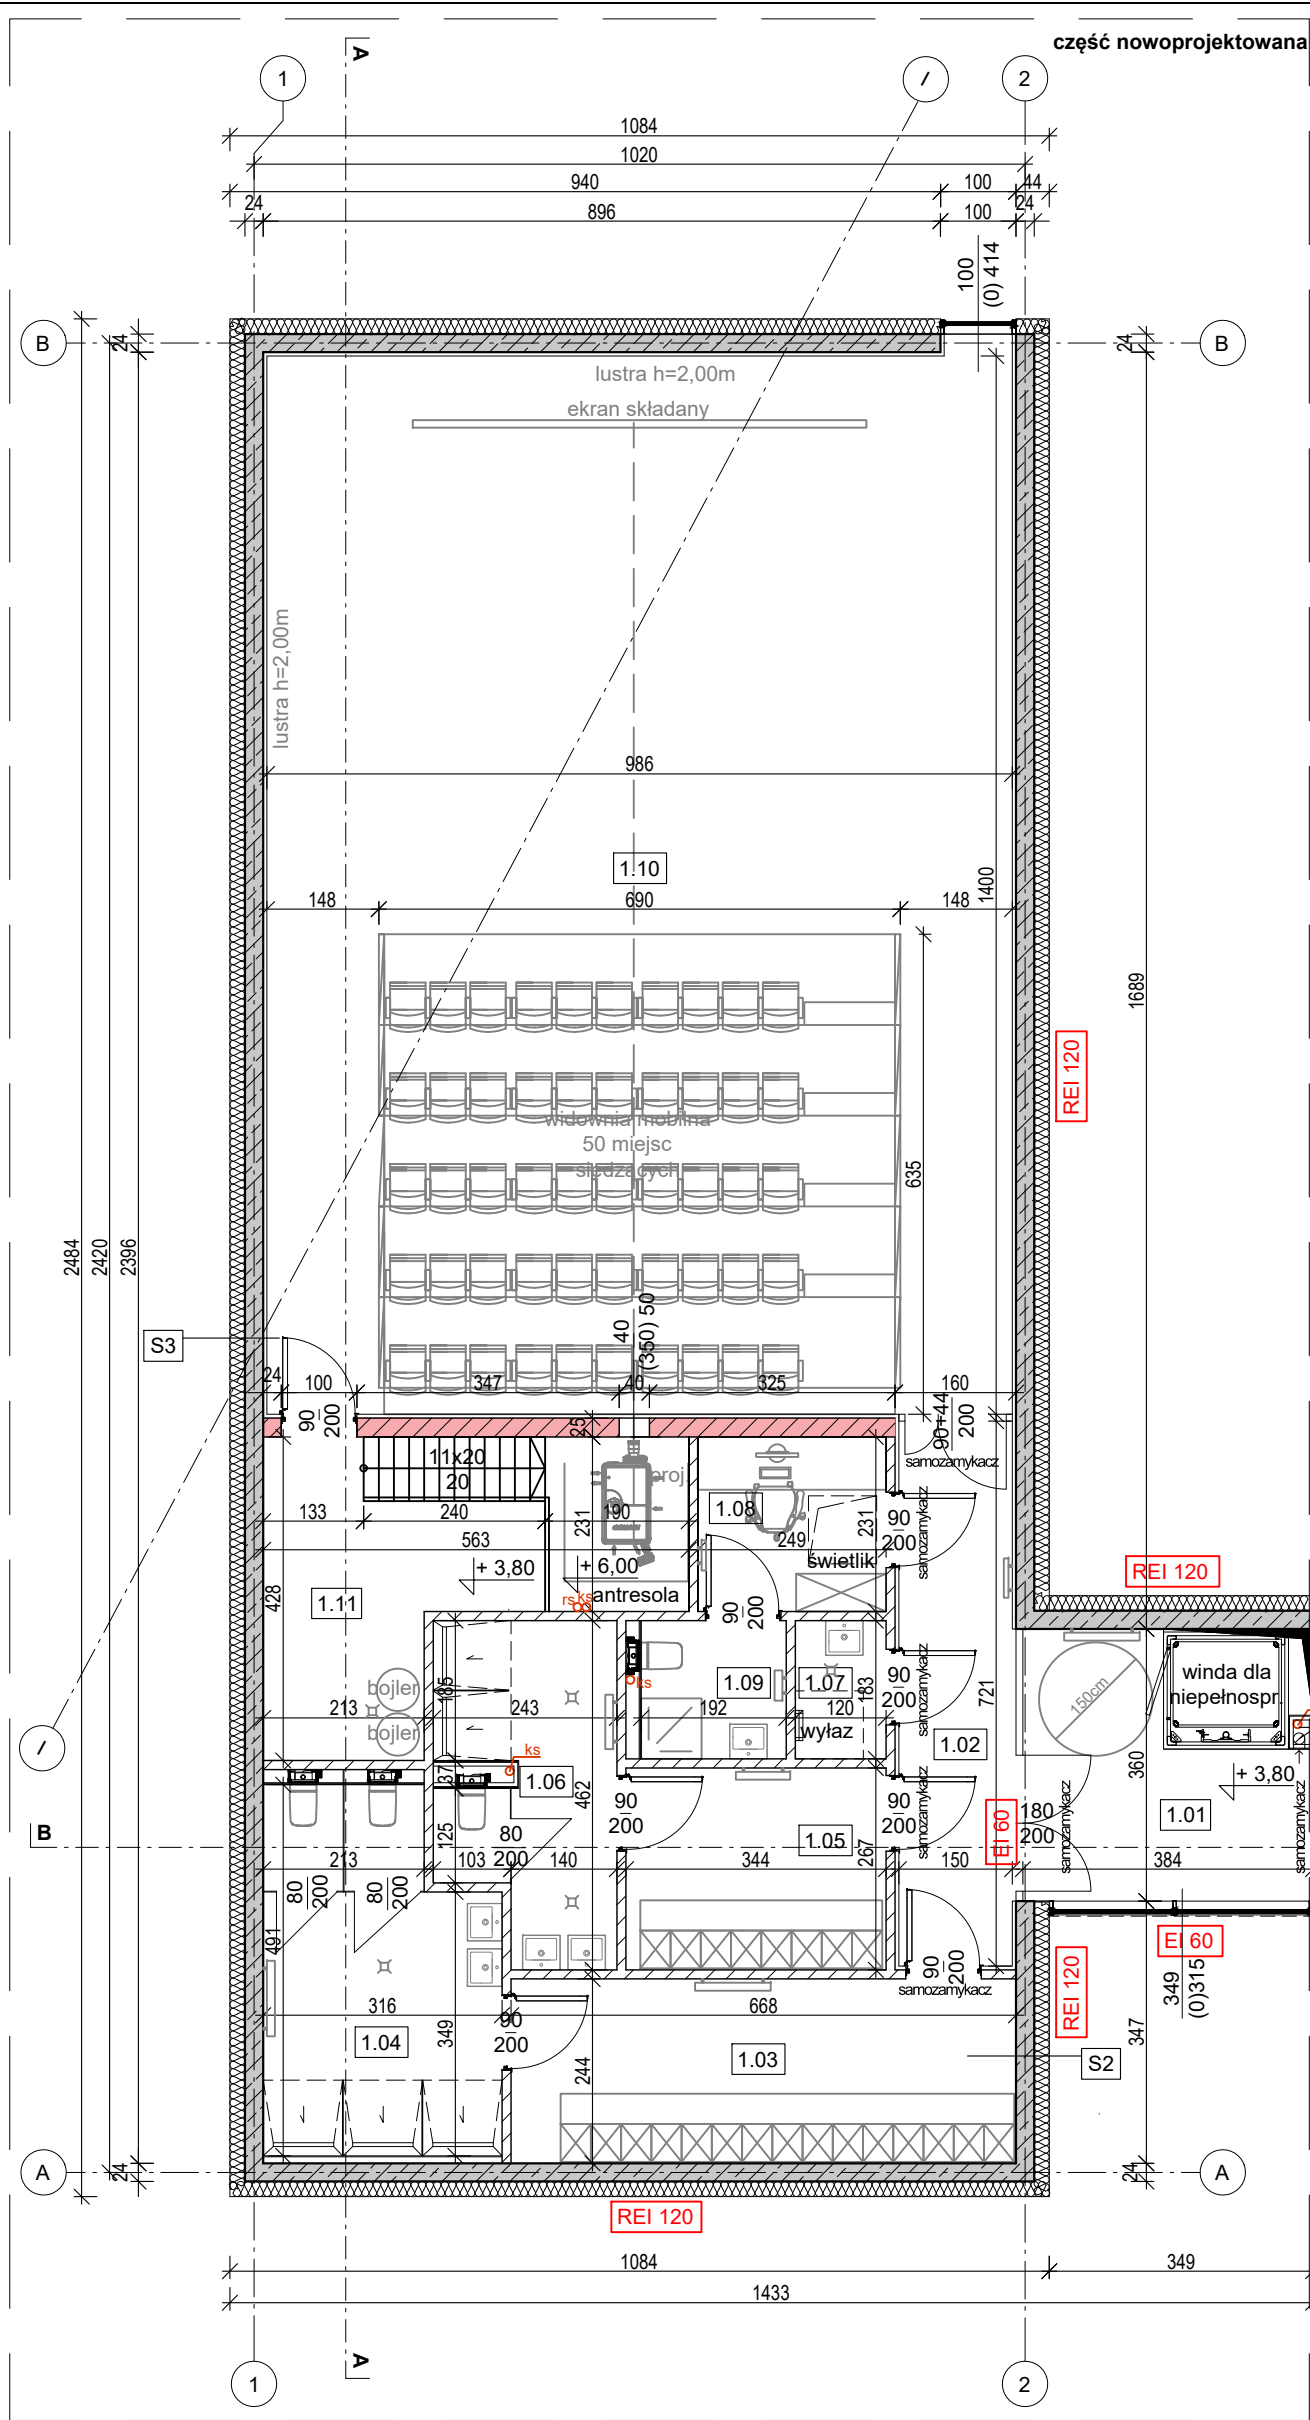 część nowoprojektowana
A
1
/
2
1084
1020
940
100
44
24
896
100
24
100
(0) 414
B
24
24
B
lustra h=2,00m
ekran składany
lustra h=2,00m
986
1.10
148
690
148
1400
1689
REI 120
widownia mobilna
50 miejsc
siedzących
635
2484
2420
2396
S3
40
(350) 50
24
100
347
40
325
160
90
200
25
90+44
200
samozamykacz
11x20
20
proj.
1.08
133
240
190
231
249
231
90
200
samozamykacz
563
+ 3,80
+ 6,00
świetlik
REI 120
antresola
rs
ks
428
1.11
90
200
bojler
bojler
185
ks
1.09
1.07
183
90
200
samozamykacz
721
150cm
winda dla
niepełnospr.
213
243
192
120
wyłaz
1.02
/
ks
1.06
37
462
360
+ 3,80
90
200
90
200
samozamykacz
EI 60
180
200
samozamykacz
1.01
samozamykacz
B
125
80
200
1.05
267
213
103
140
344
150
384
80
200
80
200
491
EI 60
90
200
samozamykacz
REI 120
349
(0)315
316
668
349
90
200
1.04
244
1.03
347
S2
A
24
24
A
REI 120
1084
349
1433
A
1
2